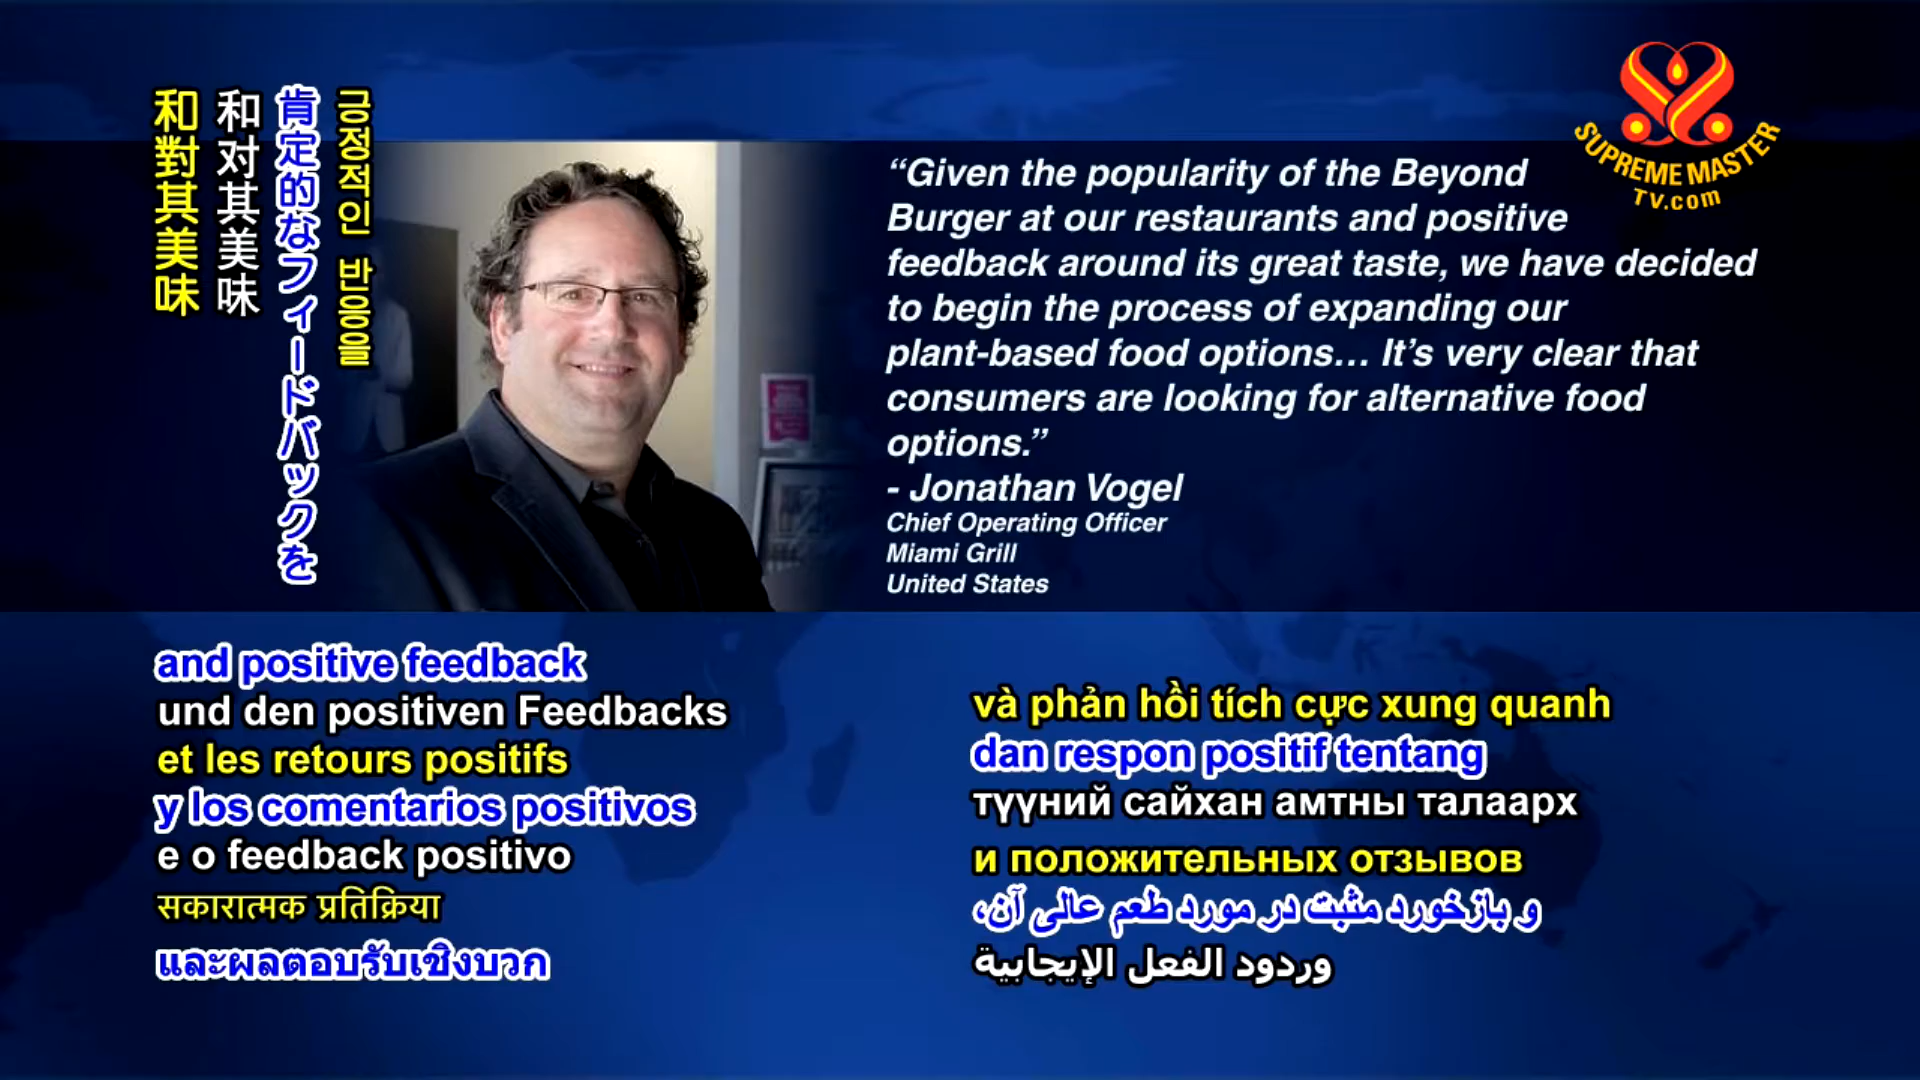 和對其美味
和对其美味
肯定的なフィードバックを
긍정적인 반응을
“Given the popularity of the Beyond
Burger at our restaurants and positive
feedback around its great taste, we have decided
to begin the process of expanding our
plant-based food options... It’s very clear that
consumers are looking for alternative food
options.”
- Jonathan Vogel
Chief Operating Officer
Miami Grill
United States
SUPREME MASTER
TV.com
and positive feedback
und den positiven Feedbacks
et les retours positifs
y los comentarios positivos
e o feedback positivo
सकारात्मक प्रतिक्रिया
และผลตอบรับเชิงบวก
và phản hồi tích cực xung quanh
dan respon positif tentang
түүний сайхан амтны талаарх
и положительных отзывов
و بازخورد مثبت در مورد طعم عالی آن،
وردود الفعل الإيجابية